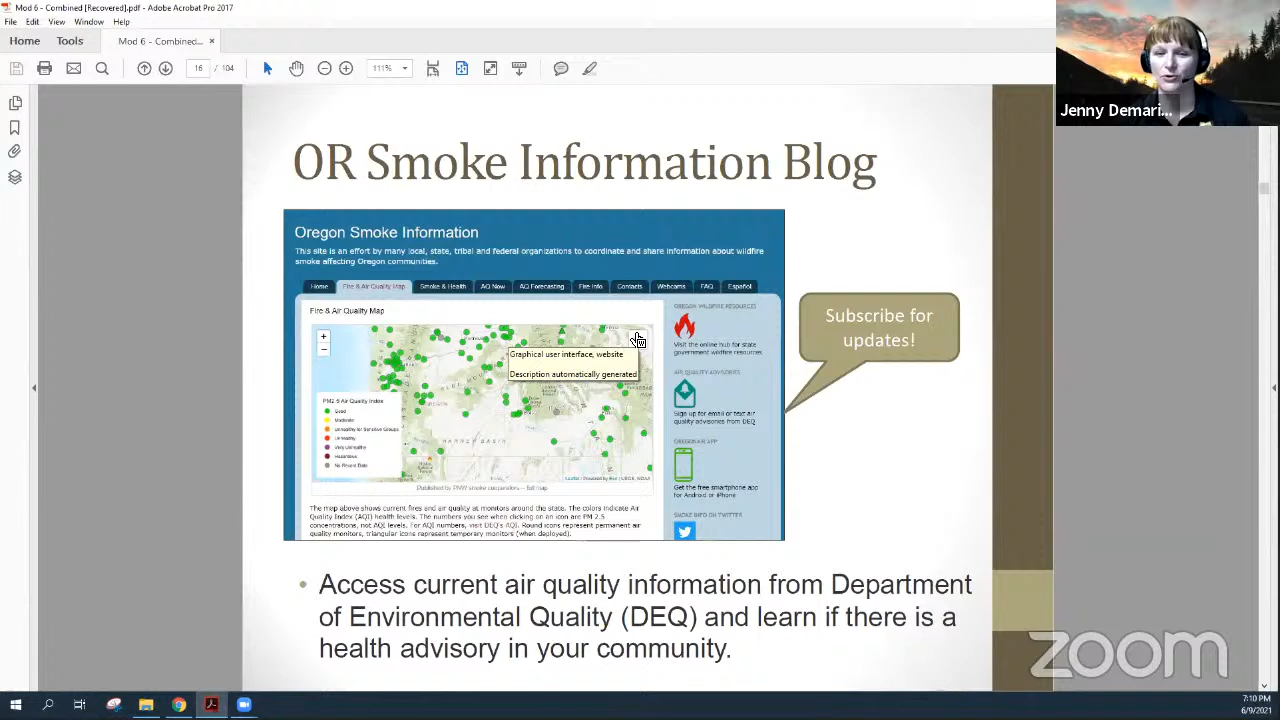 Mod 6 - Combined [Recovered].pdf - Adobe Acrobat Pro 2017
File Edit View Window Help
Home Tools Mod 6 - Combined... ×
16 / 104 111%
Jenny Demari...
OR Smoke Information Blog
Oregon Smoke Information
This site is an effort by many local, state, tribal and federal organizations to coordinate and share information about wildfire
smoke affecting Oregon communities.
Home Fire & Air Quality Map Smoke & Health AQ Now AQ Forecasting Fire Info Contacts Webcams FAQ Español
Fire & Air Quality Map
+
−
Graphical user interface, website
Description automatically generated
PM2.5 Air Quality Index
Good
Moderate
Unhealthy for Sensitive Groups
Unhealthy
Very Unhealthy
Hazardous
No Recent Data
OREGON
HARNEY BASIN
Published by PNW smoke cooperators -- full map
The map above shows current fires and air quality at monitors around the state. The colors indicate Air
Quality Index (AQI) health levels. The numbers you see when clicking on an icon are PM 2.5
concentrations, not AQI levels. For AQI numbers, visit DEQ's AQI. Round icons represent permanent air
quality monitors, triangular icons represent temporary monitors (when deployed).
OREGON WILDFIRE RESOURCES
Visit the online hub for state
government wildfire resources
AIR QUALITY ADVISORIES
Sign up for email or text air
quality advisories from DEQ
OREGONAIR APP
Get the free smartphone app
for Android or iPhone
SMOKE INFO ON TWITTER
Subscribe for
updates!
• Access current air quality information from Department
of Environmental Quality (DEQ) and learn if there is a
health advisory in your community.
zoom
7:10 PM
6/9/2021